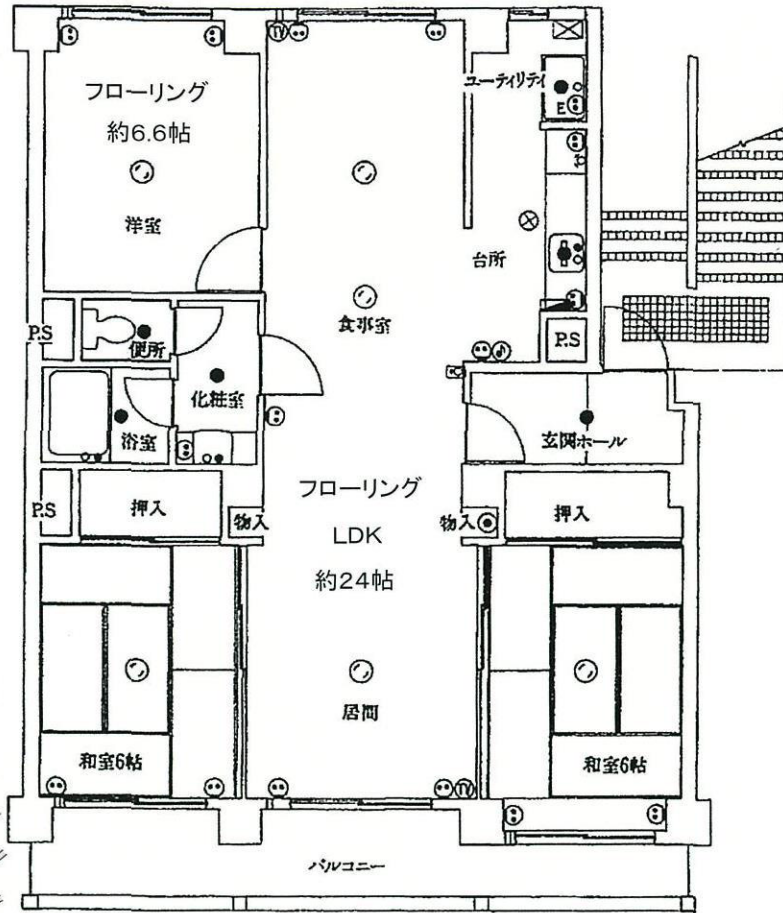 フローリング
約6.6帖
洋室
TV
ユーティリティ
E
台所
食事室
P.S
便所
化粧室
浴室
P.S
玄関ホール
P.S
押入
物入
フローリング
LDK
約24帖
物入
押入
居間
和室6帖
和室6帖
TV
バルコニー